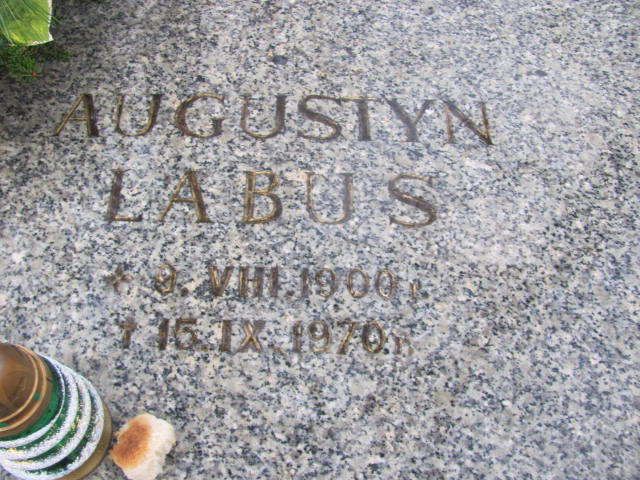 AUGUSTYN
LABUS
* 9. VIII. 1900 r.
† 15. IX. 1970 r.